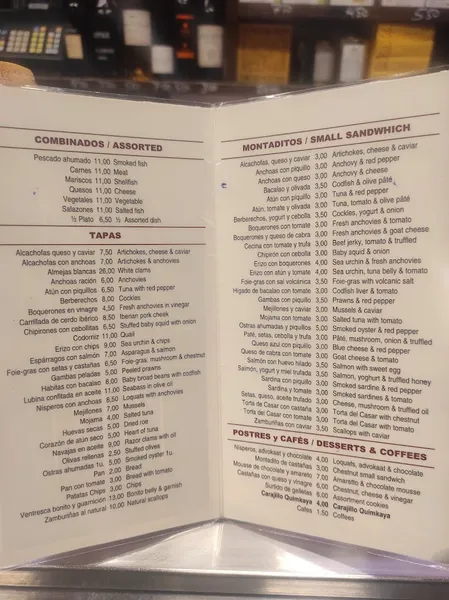 COMBINADOS / ASSORTED
Pescado ahumado 11,00 Smoked fish
Carnes 11,00 Meat
Mariscos 11,00 Shellfish
Quesos 11,00 Cheese
Vegetales 11,00 Vegetable
Salazones 11,00 Salted fish
½ Plato 6,50 ½ Assorted dish
TAPAS
Alcachofas queso y caviar 7,50 Artichokes, cheese & caviar
Alcachofas con anchoas 7,00 Artichokes & anchovies
Almejas blancas 26,00 White clams
Anchoas ración 6,00 Anchovies
Atún con piquillos 6,50 Tuna with red pepper
Berberechos 8,00 Cockles
Boquerones en vinagre 4,50 Fresh anchovies in vinegar
Carrillada de cerdo ibérico 8,50 Iberian pork cheek
Chipirones con cebollitas 6,50 Stuffed baby squid with onion
Codorniz 11,00 Quail
Erizo con chips 9,00 Sea urchin & chips
Espárragos con salmón 7,00 Asparagus & salmon
Foie-gras con setas y castañas 6,50 Foie-gras, mushroom & chestnut
Gambas peladas 5,00 Peeled prawns
Habitas con bacalao 8,00 Baby broad beans with codfish
Lubina confitada en aceite 11,00 Seabass in olive oil
Nísperos con anchoas 8,50 Loquats with anchovies
Mejillones 7,00 Mussels
Mojama 4,00 Salted tuna
Huevas secas 5,00 Dried roe
Corazón de atún seco 5,00 Heart of tuna
Navajas en aceite 9,00 Razor clams with oil
Olivas rellenas 2,50 Stuffed olives
Ostras ahumadas 1u. 5,00 Smoked oyster 1u.
Pan 2,00 Bread
Pan con tomate 3,00 Bread with tomato
Patatas Chips 3,00 Chips
Ventresca bonito y guarnición 13,00 Bonito belly & garnish
Zamburiñas al natural 10,00 Natural scallops
MONTADITOS / SMALL SANDWHICH
Alcachofas, queso y caviar 3,00 Artichokes, cheese & caviar
Anchoas con piquillo 3,00 Anchovy & red pepper
Anchoas con queso 3,00 Anchovy & cheese
Bacalao y olivada 3,50 Codfish & olive pâté
Atún con piquillo 3,00 Tuna & red pepper
Atún, tomate y olivada 3,00 Tuna, tomato & olive pâté
Berberechos, yogurt y cebolla 3,50 Cockles, yogurt & onion
Boquerones con tomate 3,00 Fresh anchovies & tomato
Boquerones y queso de cabra 3,00 Fresh anchovies & goat cheese
Cecina con tomate y trufa 3,00 Beef jerky, tomato & truffled
Chipirón con cebolla 3,00 Baby squid & onion
Erizo con boquerones 4,00 Sea urchin & fresh anchovies
Erizo con atún y tomate 4,00 Sea urchin, tuna belly & tomato
Foie-gras con sal volcánica 3,50 Foie-gras with volcanic salt
Hígado de bacalao con tomate 3,00 Codfish liver & tomato
Gambas con piquillo 3,50 Prawns & red pepper
Mejillones y caviar 3,00 Mussels & caviar
Mojama con tomate 3,00 Salted tuna with tomato
Ostras ahumadas y piquillos 5,00 Smoked oyster & red pepper
Paté, setas, cebolla y trufa 3,00 Pâté, mushroom, onion & truffled
Queso azul con piquillo 3,00 Blue cheese & red pepper
Queso de cabra con tomate 3,00 Goat cheese & tomato
Salmón con huevo hilado 3,50 Salmon with sweet egg
Salmón, yogurt y miel trufada 3,50 Salmon, yoghurt & truffled honey
Sardina con piquillo 3,00 Smoked sardine & red pepper
Sardina y tomate 3,00 Smoked sardines & tomato
Setas, queso, aceite trufado 3,00 Cheese, mushroom & truffled oil
Torta de Casar con castaña 3,00 Torta del Casar with chestnut
Torta del Casar con tomate 3,00 Torta del Casar with tomato
Zamburiñas con caviar 3,50 Scallops with caviar
POSTRES y CAFÉS / DESSERTS & COFFEES
Nísperos, advokaat y chocolate 4,00 Loquats, advokaat & chocolate
Montadito de castañas 3,00 Chestnut small sandwich
Mousse de chocolate y amareto 7,00 Amaretto & chocolate mousse
Castañas con queso y vinagre 6,00 Chestnut, cheese & vinegar
Surtido de galletas 6,00 Assortment cookies
Carajillo Quimkaya 4,00 Carajillo Quimkaya
Cafes 1,50 Coffees